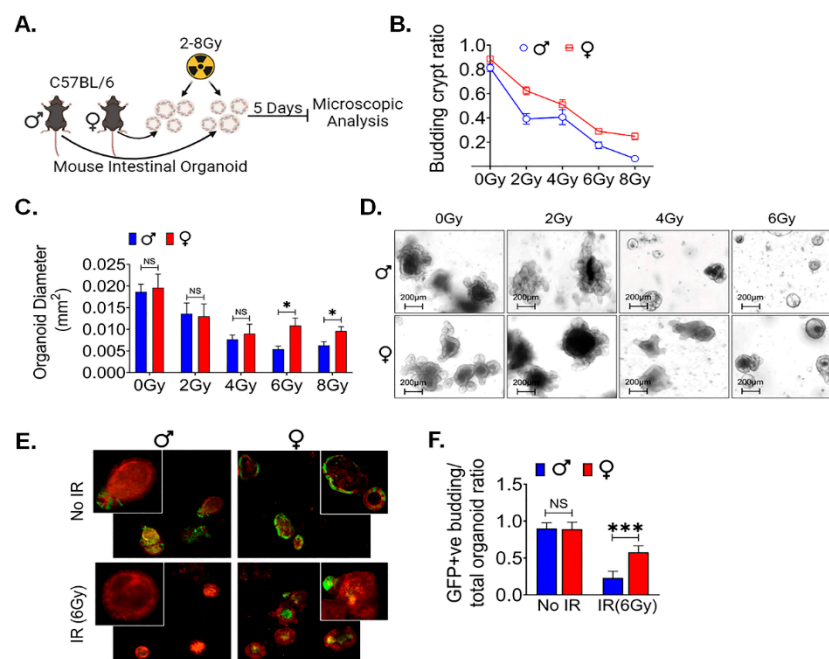 A.
2-8Gy
C57BL/6
♂
♀
5 Days
Microscopic
Analysis
Mouse Intestinal Organoid
B.
♂ ♀
Budding crypt ratio
1.0
0.8
0.6
0.4
0.2
0Gy 2Gy 4Gy 6Gy 8Gy
C.
♂ ♀
Organoid Diameter
(mm²)
0.025
0.020
0.015
0.010
0.005
0.000
NS NS NS * *
0Gy 2Gy 4Gy 6Gy 8Gy
D.
0Gy 2Gy 4Gy 6Gy
♂
200µm 200µm 200µm 200µm
♀
200µm 200µm 200µm 200µm
E.
♂ ♀
No IR
IR (6Gy)
F.
♂ ♀
GFP+ve budding/
total organoid ratio
1.5
1.0
0.5
0.0
NS ***
No IR IR(6Gy)